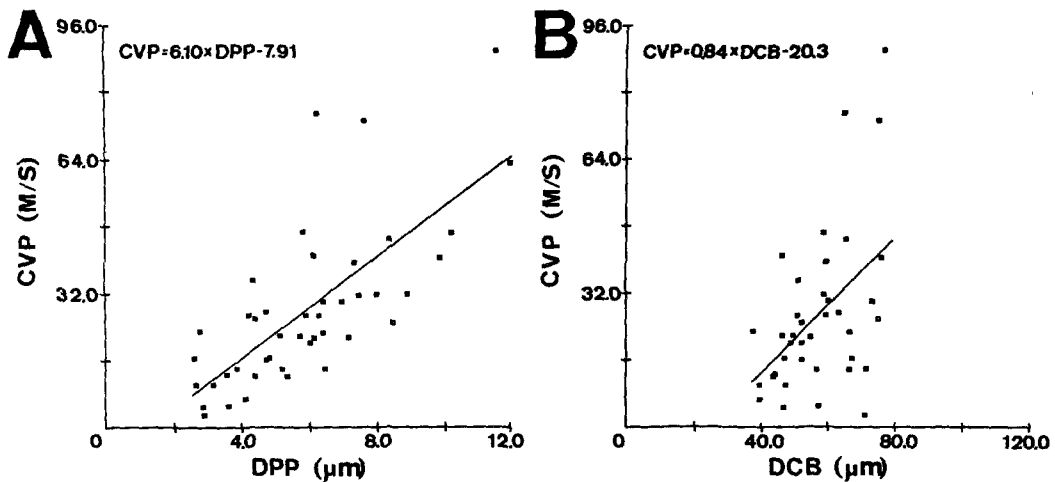 A
CVP=6.10×DPP-7.91
96.0
64.0
32.0
CVP (M/S)
0
4.0
8.0
12.0
DPP (µm)
B
CVP=0.84×DCB-20.3
96.0
64.0
32.0
CVP (M/S)
0
40.0
80.0
120.0
DCB (µm)